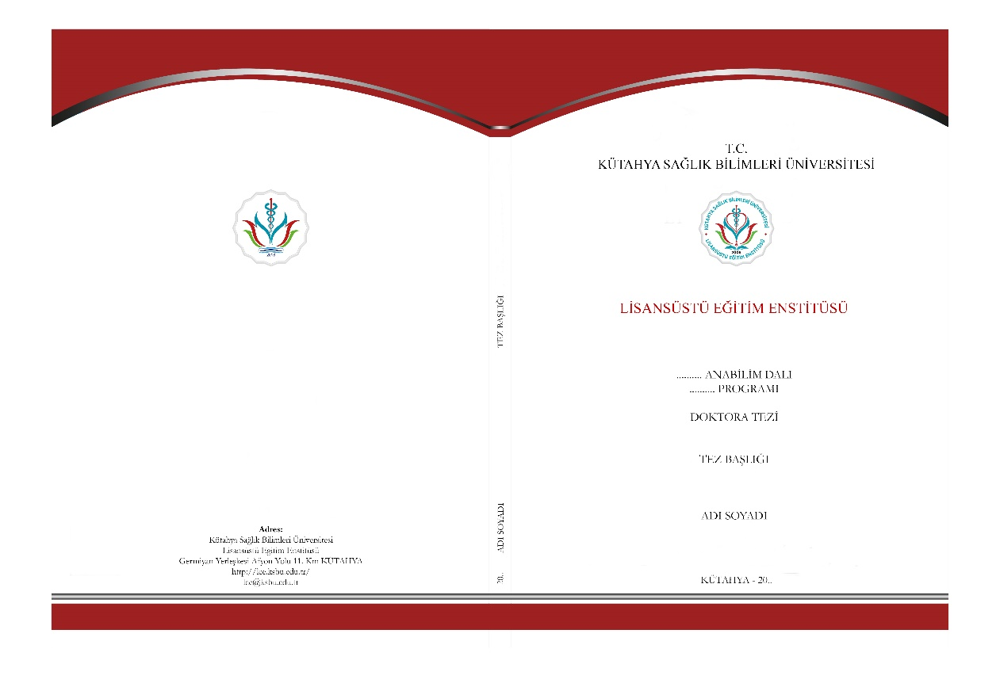 T.C.
KÜTAHYA SAĞLIK BİLİMLERİ ÜNİVERSİTESİ
KÜTAHYA SAĞLIK BİLİMLERİ ÜNİVERSİTESİ
2006
LİSANSÜSTÜ EĞİTİM ENSTİTÜSÜ
LİSANSÜSTÜ EĞİTİM ENSTİTÜSÜ
.......... ANABİLİM DALI
.......... PROGRAMI
DOKTORA TEZİ
TEZ BAŞLIĞI
ADI SOYADI
KÜTAHYA - 20..
TEZ BAŞLIĞI
ADI SOYADI
20..
2018
Adres:
Kütahya Sağlık Bilimleri Üniversitesi
Lisansüstü Eğitim Enstitüsü
Germiyan Yerleşkesi Afyon Yolu 11. Km KÜTAHYA
http://lee.ksbu.edu.tr/
lee@ksbu.edu.tr